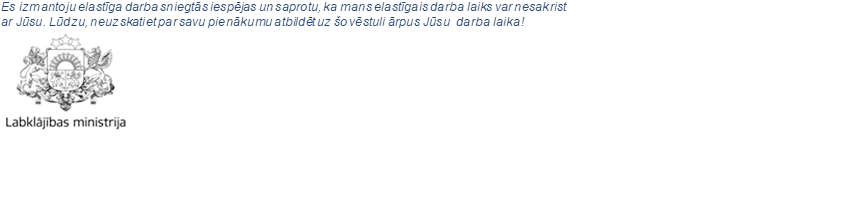 Es izmantoju elastīga darba sniegtās iespējas un saprotu, ka mans elastīgais darba laiks var nesakrist
ar Jūsu. Lūdzu, neuzskatiet par savu pienākumu atbildēt uz šo vēstuli ārpus Jūsu darba laika!
Labklājības ministrija